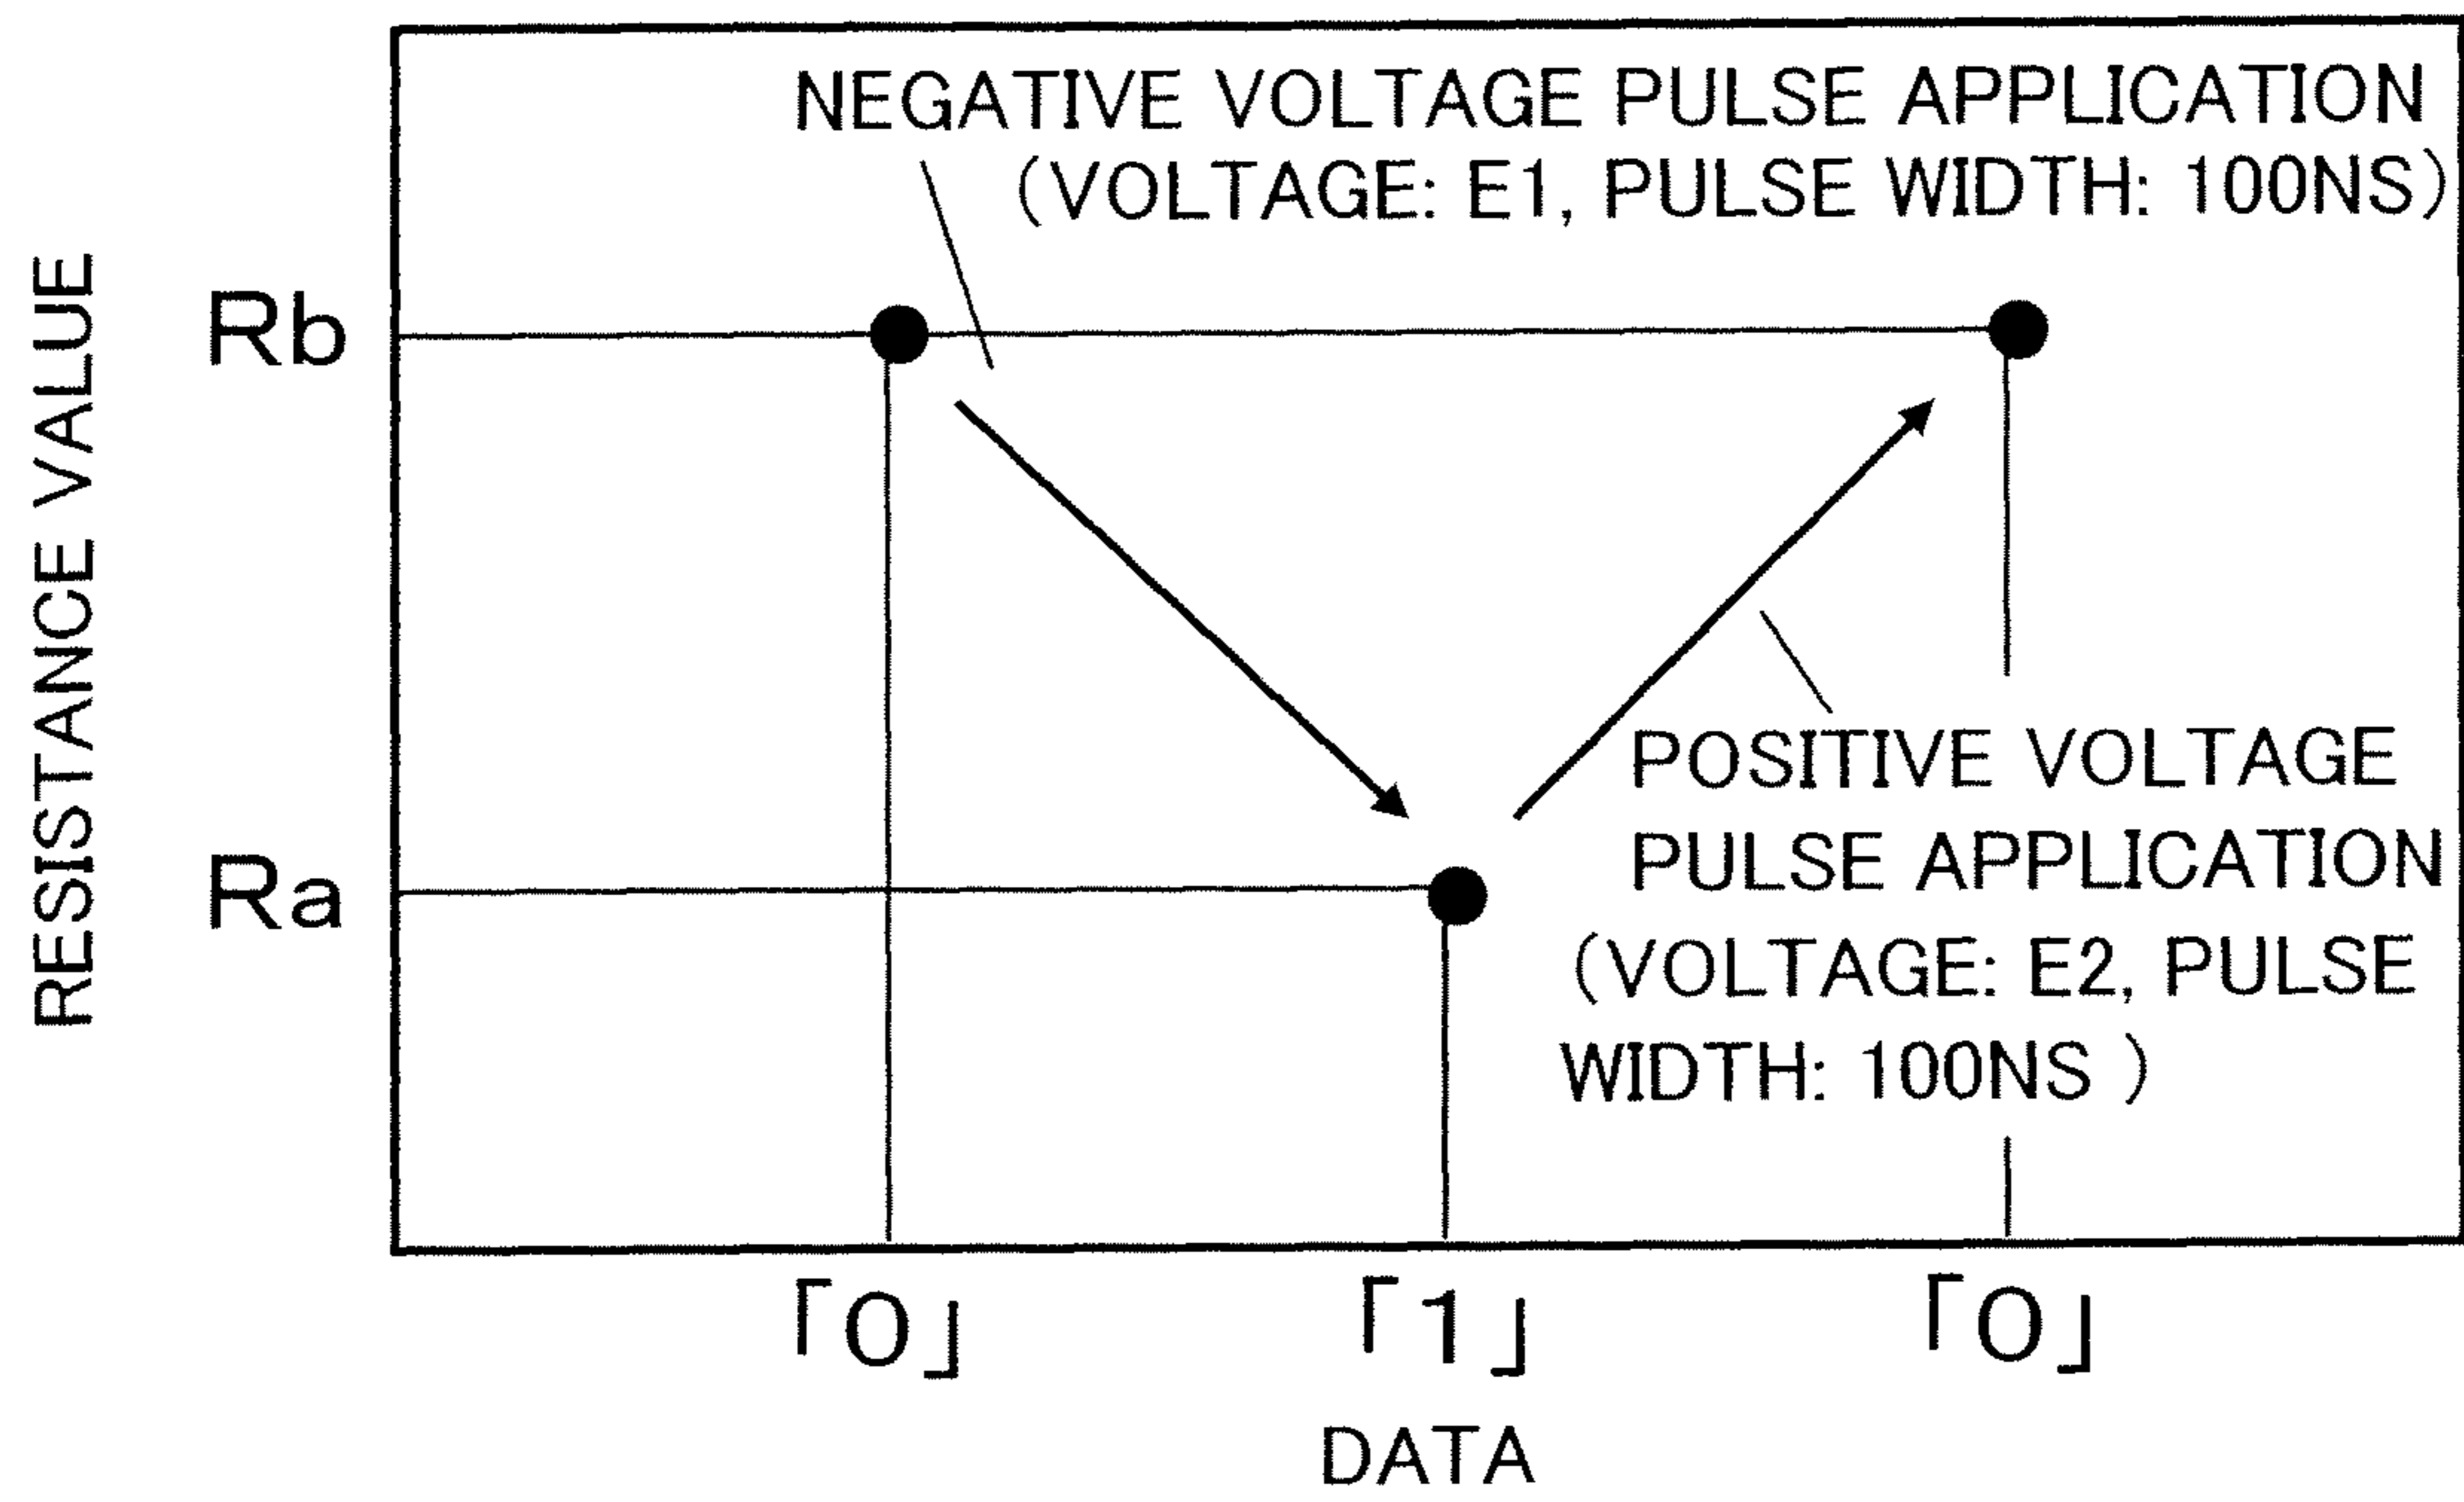 NEGATIVE VOLTAGE PULSE APPLICATION
(VOLTAGE: E1, PULSE WIDTH: 100NS)
RESISTANCE VALUE
Rb
Ra
POSITIVE VOLTAGE
PULSE APPLICATION
(VOLTAGE: E2, PULSE
WIDTH: 100NS )
「0」
「1」
「0」
DATA